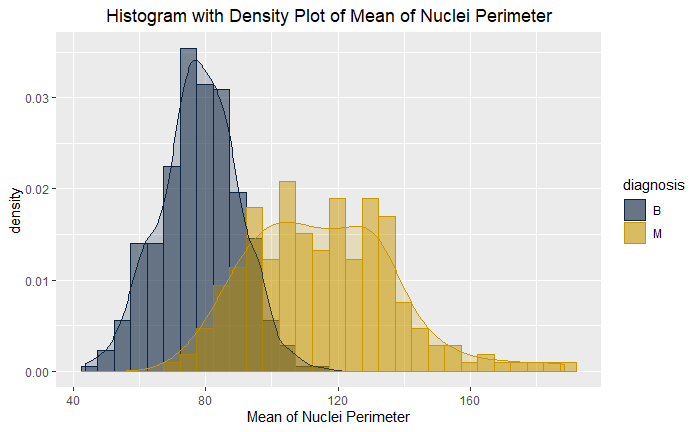 Histogram with Density Plot of Mean of Nuclei Perimeter
density
0.03
0.02
0.01
0.00
40
80
120
160
Mean of Nuclei Perimeter
diagnosis
B
M